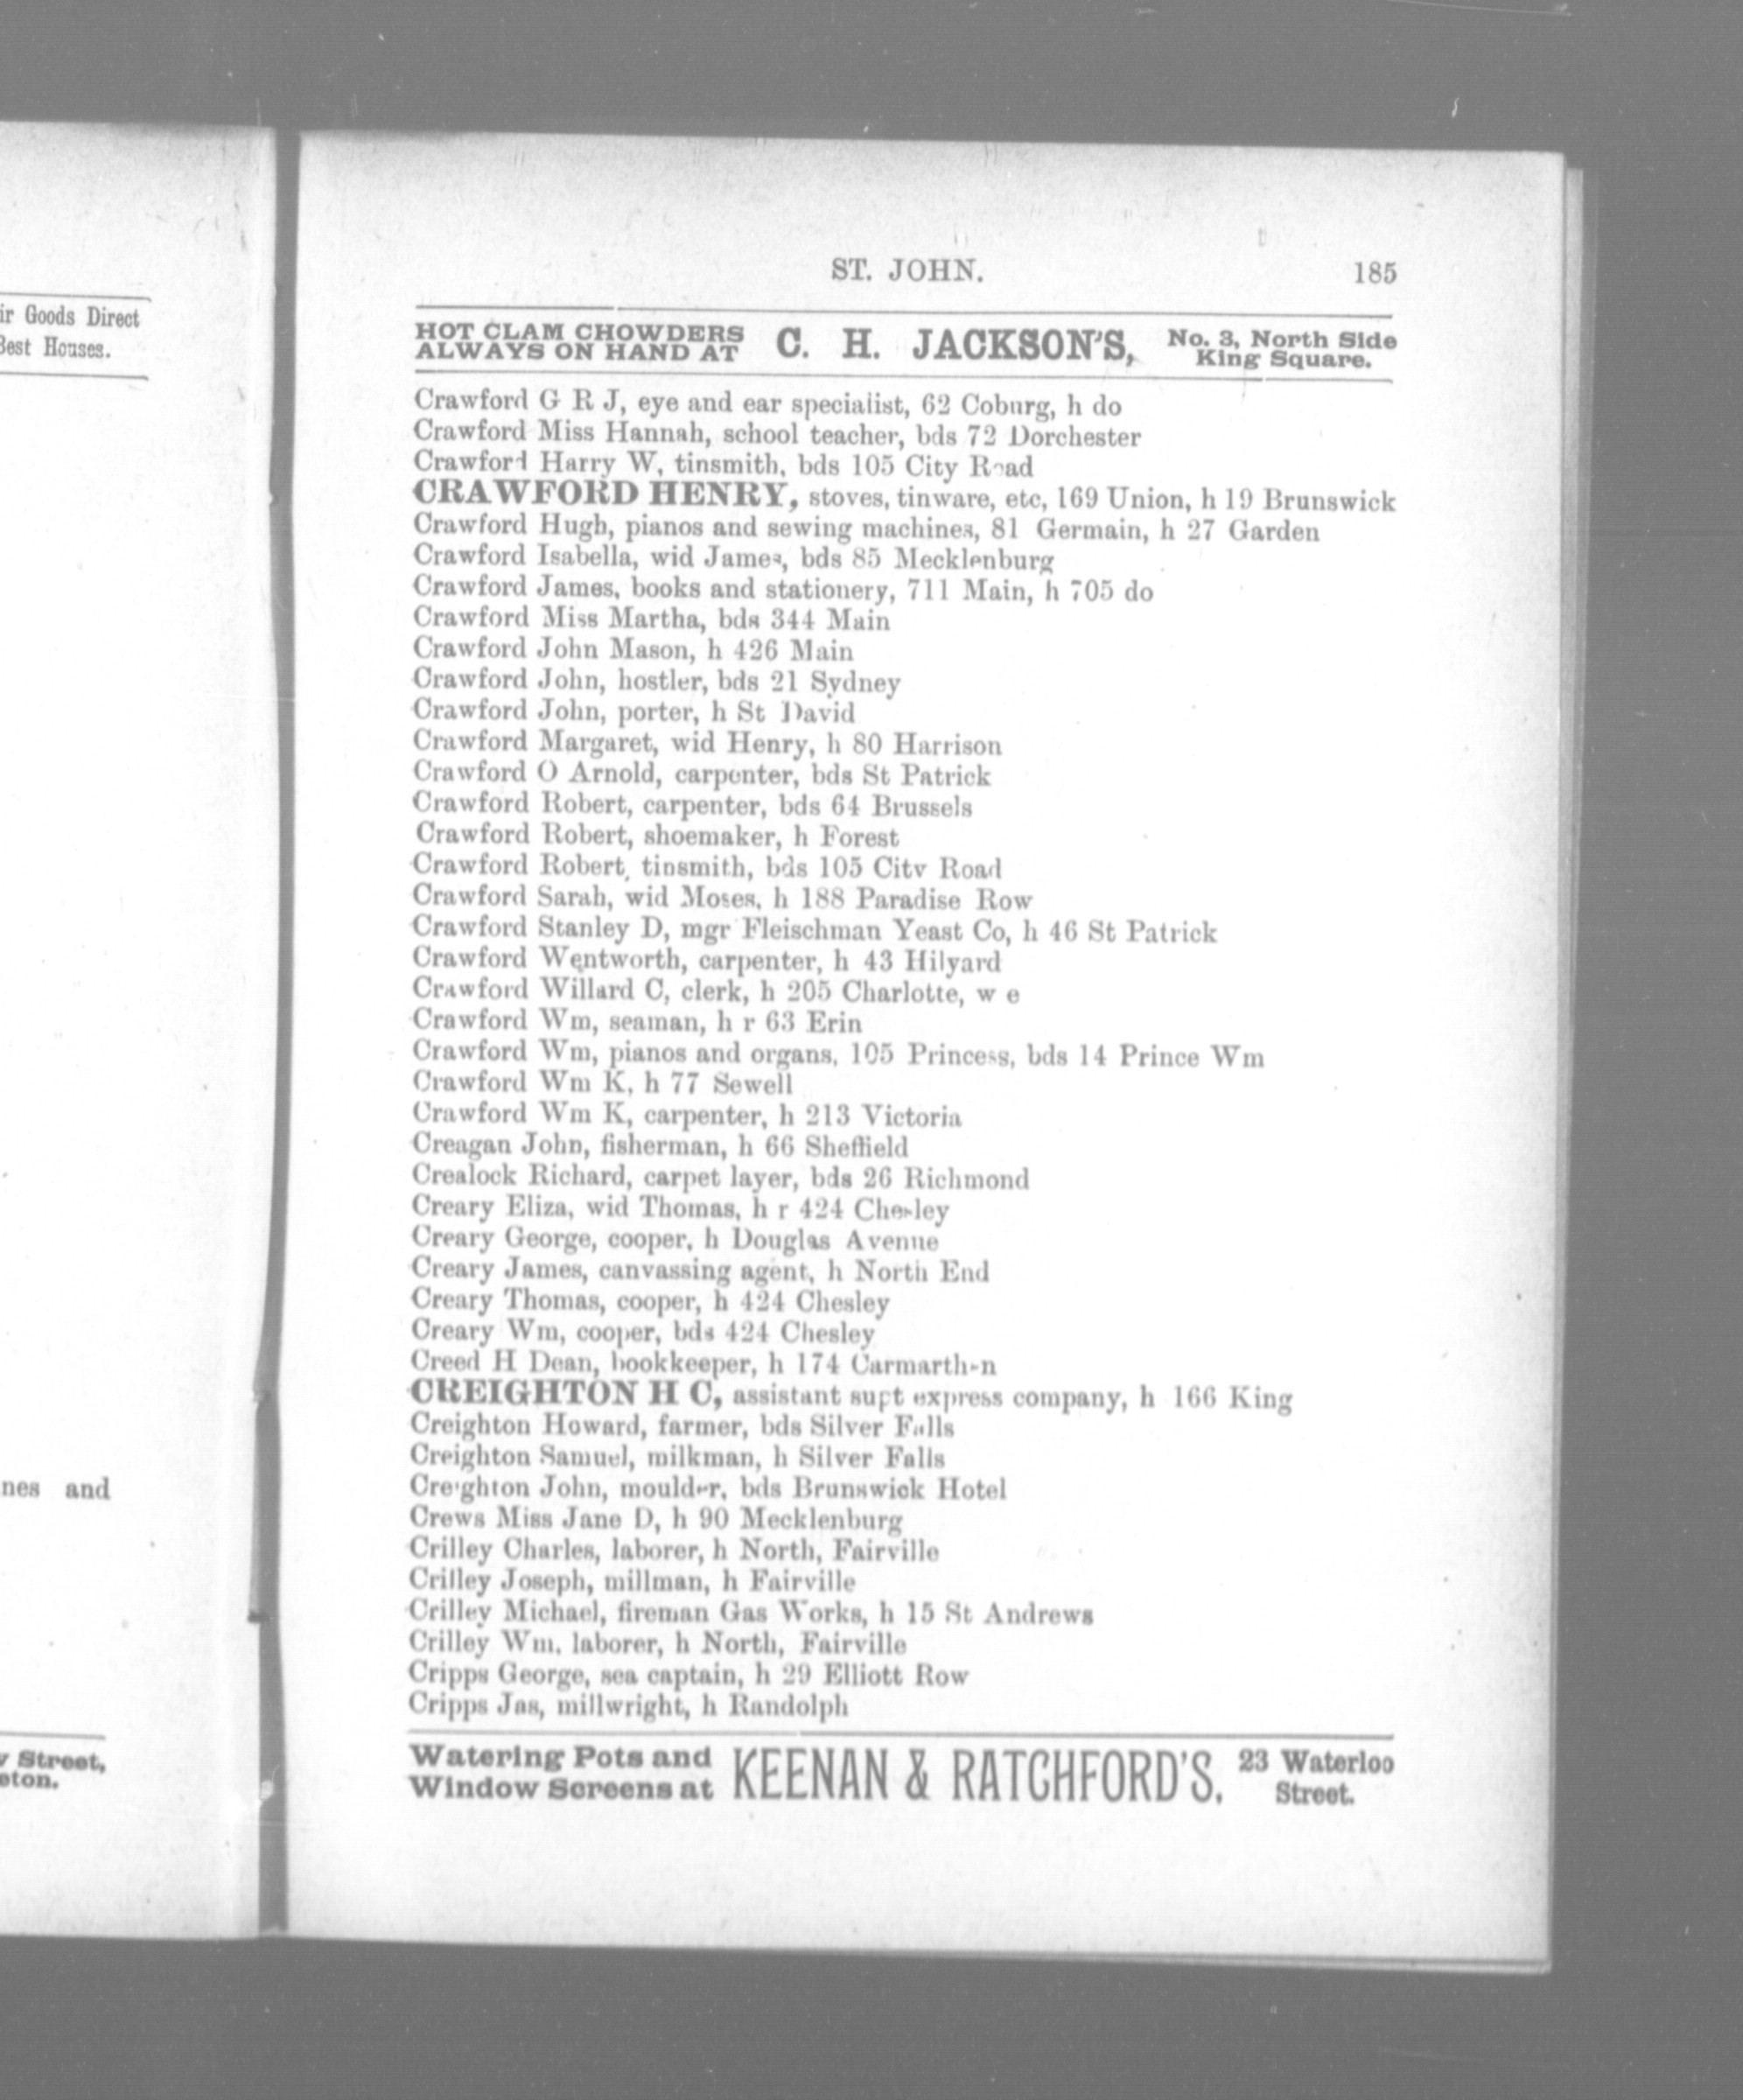 ir Goods Direct
Best Houses.
nes and
Street,
eton.
ST. JOHN. 185
HOT CLAM CHOWDERS
ALWAYS ON HAND AT C. H. JACKSON'S, No. 3, North Side
King Square.
Crawford G R J, eye and ear specialist, 62 Coburg, h do
Crawford Miss Hannah, school teacher, bds 72 Dorchester
Crawford Harry W, tinsmith, bds 105 City Road
CRAWFORD HENRY, stoves, tinware, etc, 169 Union, h 19 Brunswick
Crawford Hugh, pianos and sewing machines, 81 Germain, h 27 Garden
Crawford Isabella, wid James, bds 85 Mecklenburg
Crawford James, books and stationery, 711 Main, h 705 do
Crawford Miss Martha, bds 344 Main
Crawford John Mason, h 426 Main
Crawford John, hostler, bds 21 Sydney
Crawford John, porter, h St David
Crawford Margaret, wid Henry, h 80 Harrison
Crawford O Arnold, carpenter, bds St Patrick
Crawford Robert, carpenter, bds 64 Brussels
Crawford Robert, shoemaker, h Forest
Crawford Robert, tinsmith, bds 105 City Road
Crawford Sarah, wid Moses, h 188 Paradise Row
Crawford Stanley D, mgr Fleischman Yeast Co, h 46 St Patrick
Crawford Wentworth, carpenter, h 43 Hilyard
Crawford Willard C, clerk, h 205 Charlotte, w e
Crawford Wm, seaman, h r 63 Erin
Crawford Wm, pianos and organs, 105 Princess, bds 14 Prince Wm
Crawford Wm K, h 77 Sewell
Crawford Wm K, carpenter, h 213 Victoria
Creagan John, fisherman, h 66 Sheffield
Crealock Richard, carpet layer, bds 26 Richmond
Creary Eliza, wid Thomas, h r 424 Chesley
Creary George, cooper, h Douglas Avenue
Creary James, canvassing agent, h North End
Creary Thomas, cooper, h 424 Chesley
Creary Wm, cooper, bds 424 Chesley
Creed H Dean, bookkeeper, h 174 Carmarthen
CREIGHTON H C, assistant supt express company, h 166 King
Creighton Howard, farmer, bds Silver Falls
Creighton Samuel, milkman, h Silver Falls
Creighton John, moulder, bds Brunswick Hotel
Crews Miss Jane D, h 90 Mecklenburg
Crilley Charles, laborer, h North, Fairville
Crilley Joseph, millman, h Fairville
Crilley Michael, fireman Gas Works, h 15 St Andrews
Crilley Wm, laborer, h North, Fairville
Cripps George, sea captain, h 29 Elliott Row
Cripps Jas, millwright, h Randolph
Watering Pots and
Window Screens at KEENAN & RATCHFORD'S, 23 Waterloo
Street.